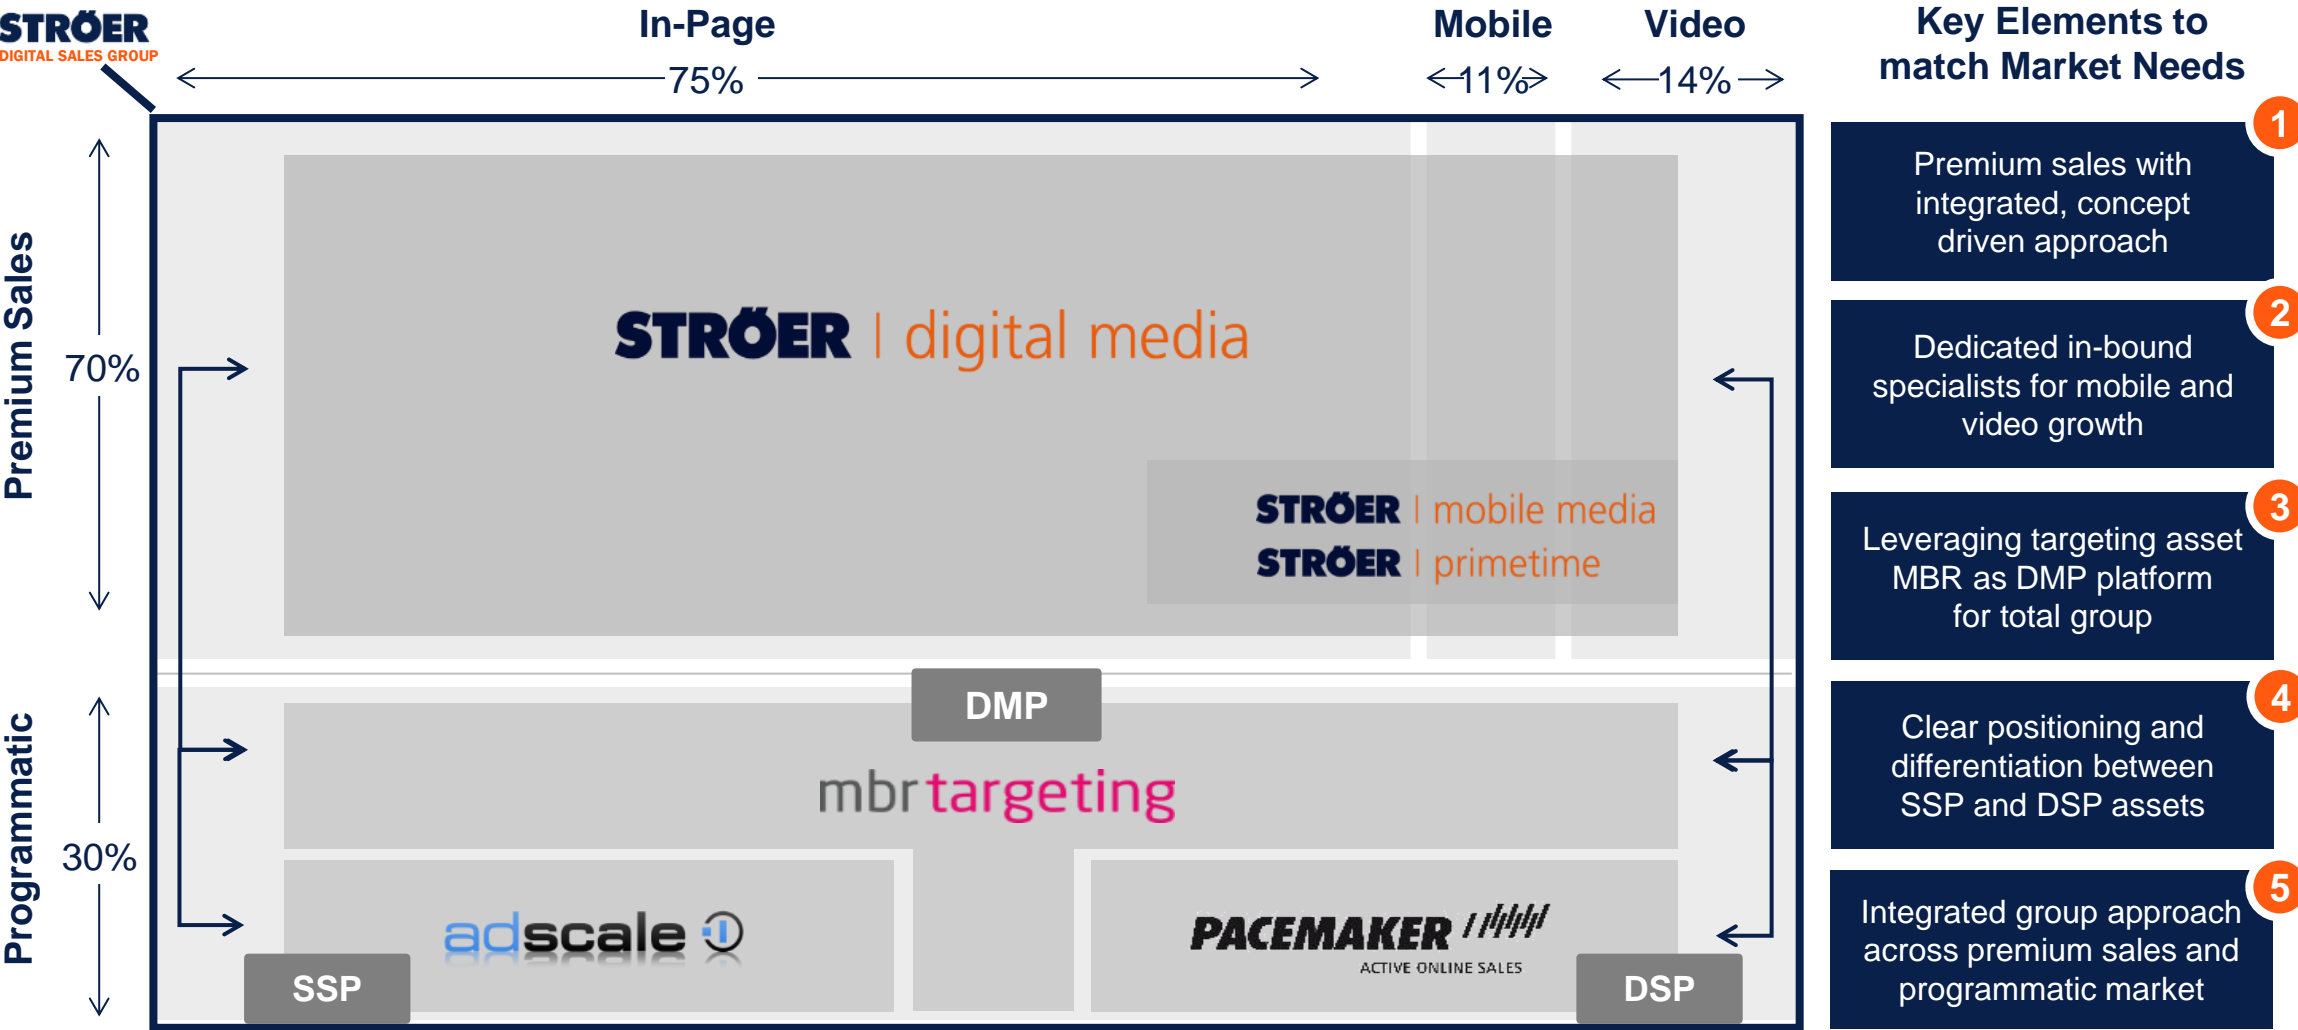 STRÖER
DIGITAL SALES GROUP
In-Page
Mobile
Video
75%
11%
14%
Key Elements to
match Market Needs
Premium Sales
70%
STRÖER | digital media
STRÖER | mobile media
STRÖER | primetime
Programmatic
30%
DMP
mbr targeting
adscale
SSP
PACEMAKER
ACTIVE ONLINE SALES
DSP
1
Premium sales with
integrated, concept
driven approach
2
Dedicated in-bound
specialists for mobile and
video growth
3
Leveraging targeting asset
MBR as DMP platform
for total group
4
Clear positioning and
differentiation between
SSP and DSP assets
5
Integrated group approach
across premium sales and
programmatic market